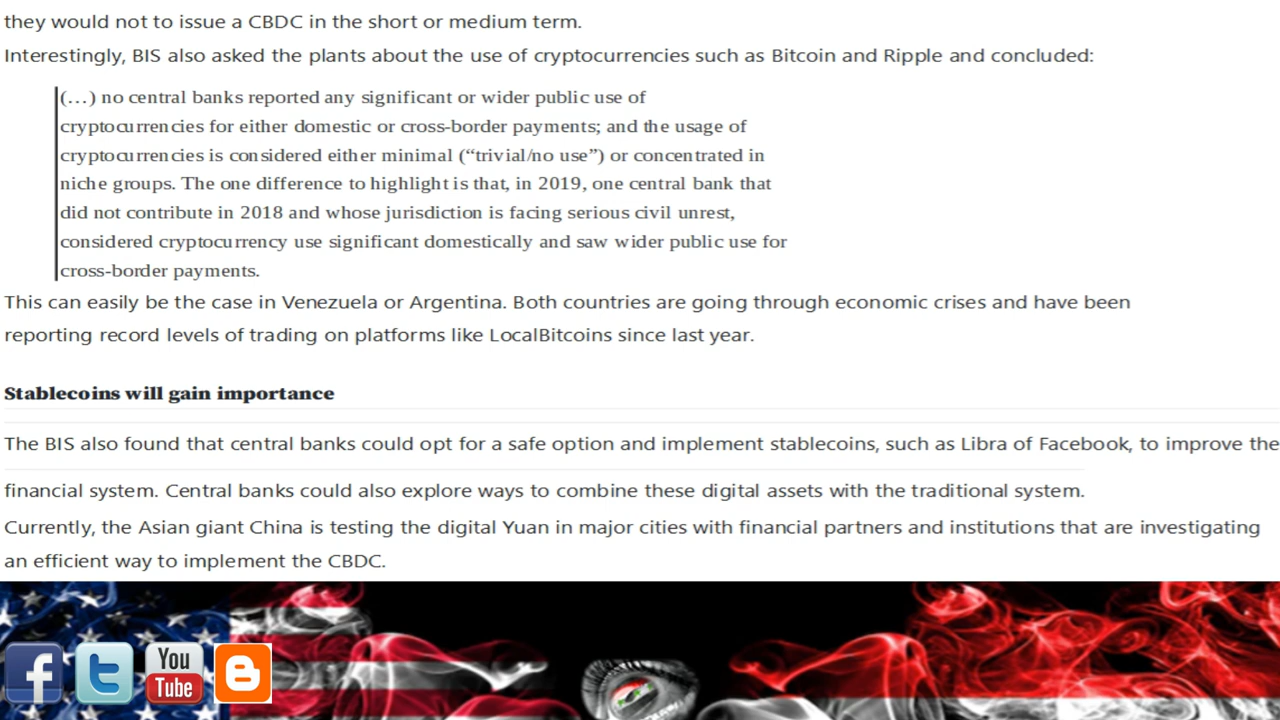 they would not to issue a CBDC in the short or medium term.
Interestingly, BIS also asked the plants about the use of cryptocurrencies such as Bitcoin and Ripple and concluded:
(…) no central banks reported any significant or wider public use of
cryptocurrencies for either domestic or cross-border payments; and the usage of
cryptocurrencies is considered either minimal (“trivial/no use”) or concentrated in
niche groups. The one difference to highlight is that, in 2019, one central bank that
did not contribute in 2018 and whose jurisdiction is facing serious civil unrest,
considered cryptocurrency use significant domestically and saw wider public use for
cross-border payments.
This can easily be the case in Venezuela or Argentina. Both countries are going through economic crises and have been
reporting record levels of trading on platforms like LocalBitcoins since last year.
Stablecoins will gain importance
The BIS also found that central banks could opt for a safe option and implement stablecoins, such as Libra of Facebook, to improve the
financial system. Central banks could also explore ways to combine these digital assets with the traditional system.
Currently, the Asian giant China is testing the digital Yuan in major cities with financial partners and institutions that are investigating
an efficient way to implement the CBDC.
You
Tube